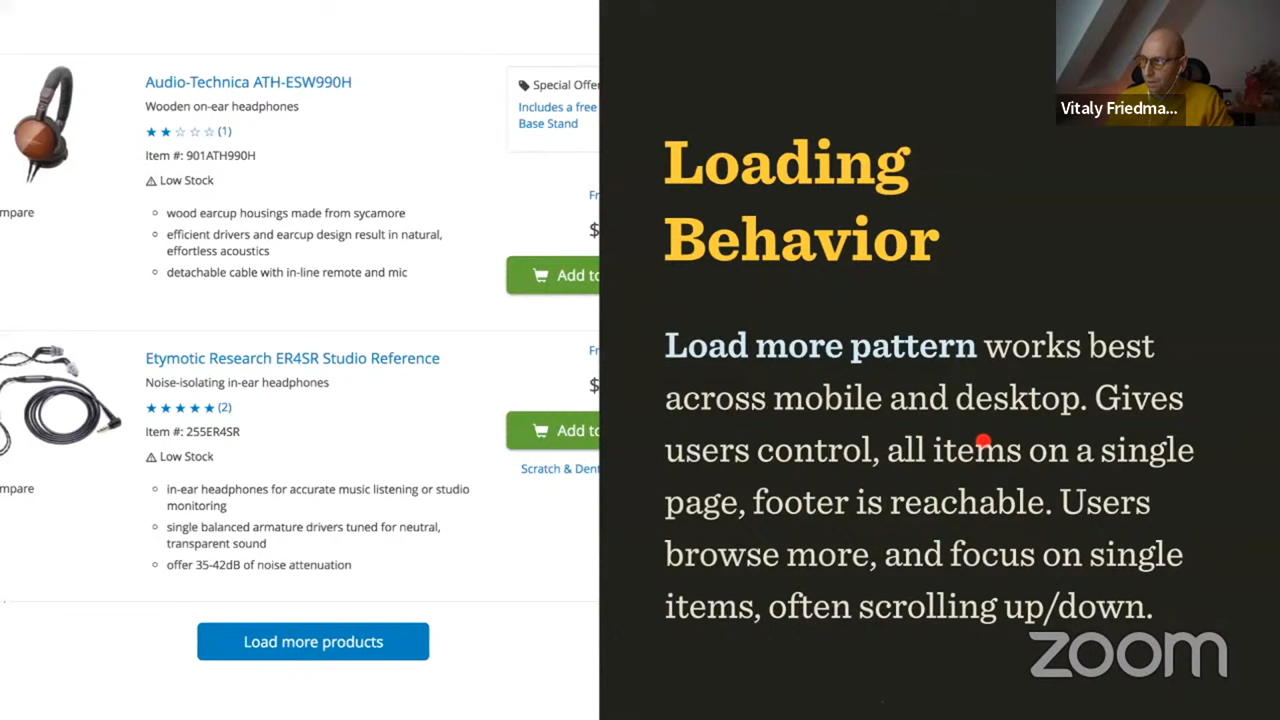 Audio-Technica ATH-ESW990H
Wooden on-ear headphones
(1)
Item #: 901ATH990H
Low Stock
mpare
wood earcup housings made from sycamore
efficient drivers and earcup design result in natural,
effortless acoustics
detachable cable with in-line remote and mic
Special Offer
Includes a free
Base Stand
Fr
$
Add to
Etymotic Research ER4SR Studio Reference
Noise-isolating in-ear headphones
(2)
Item #: 255ER4SR
Low Stock
mpare
in-ear headphones for accurate music listening or studio
monitoring
single balanced armature drivers tuned for neutral,
transparent sound
offer 35-42dB of noise attenuation
Fr
$
Add to
Scratch & Dent
Load more products
Vitaly Friedma...
Loading
Behavior
Load more pattern works best
across mobile and desktop. Gives
users control, all items on a single
page, footer is reachable. Users
browse more, and focus on single
items, often scrolling up/down.
zoom